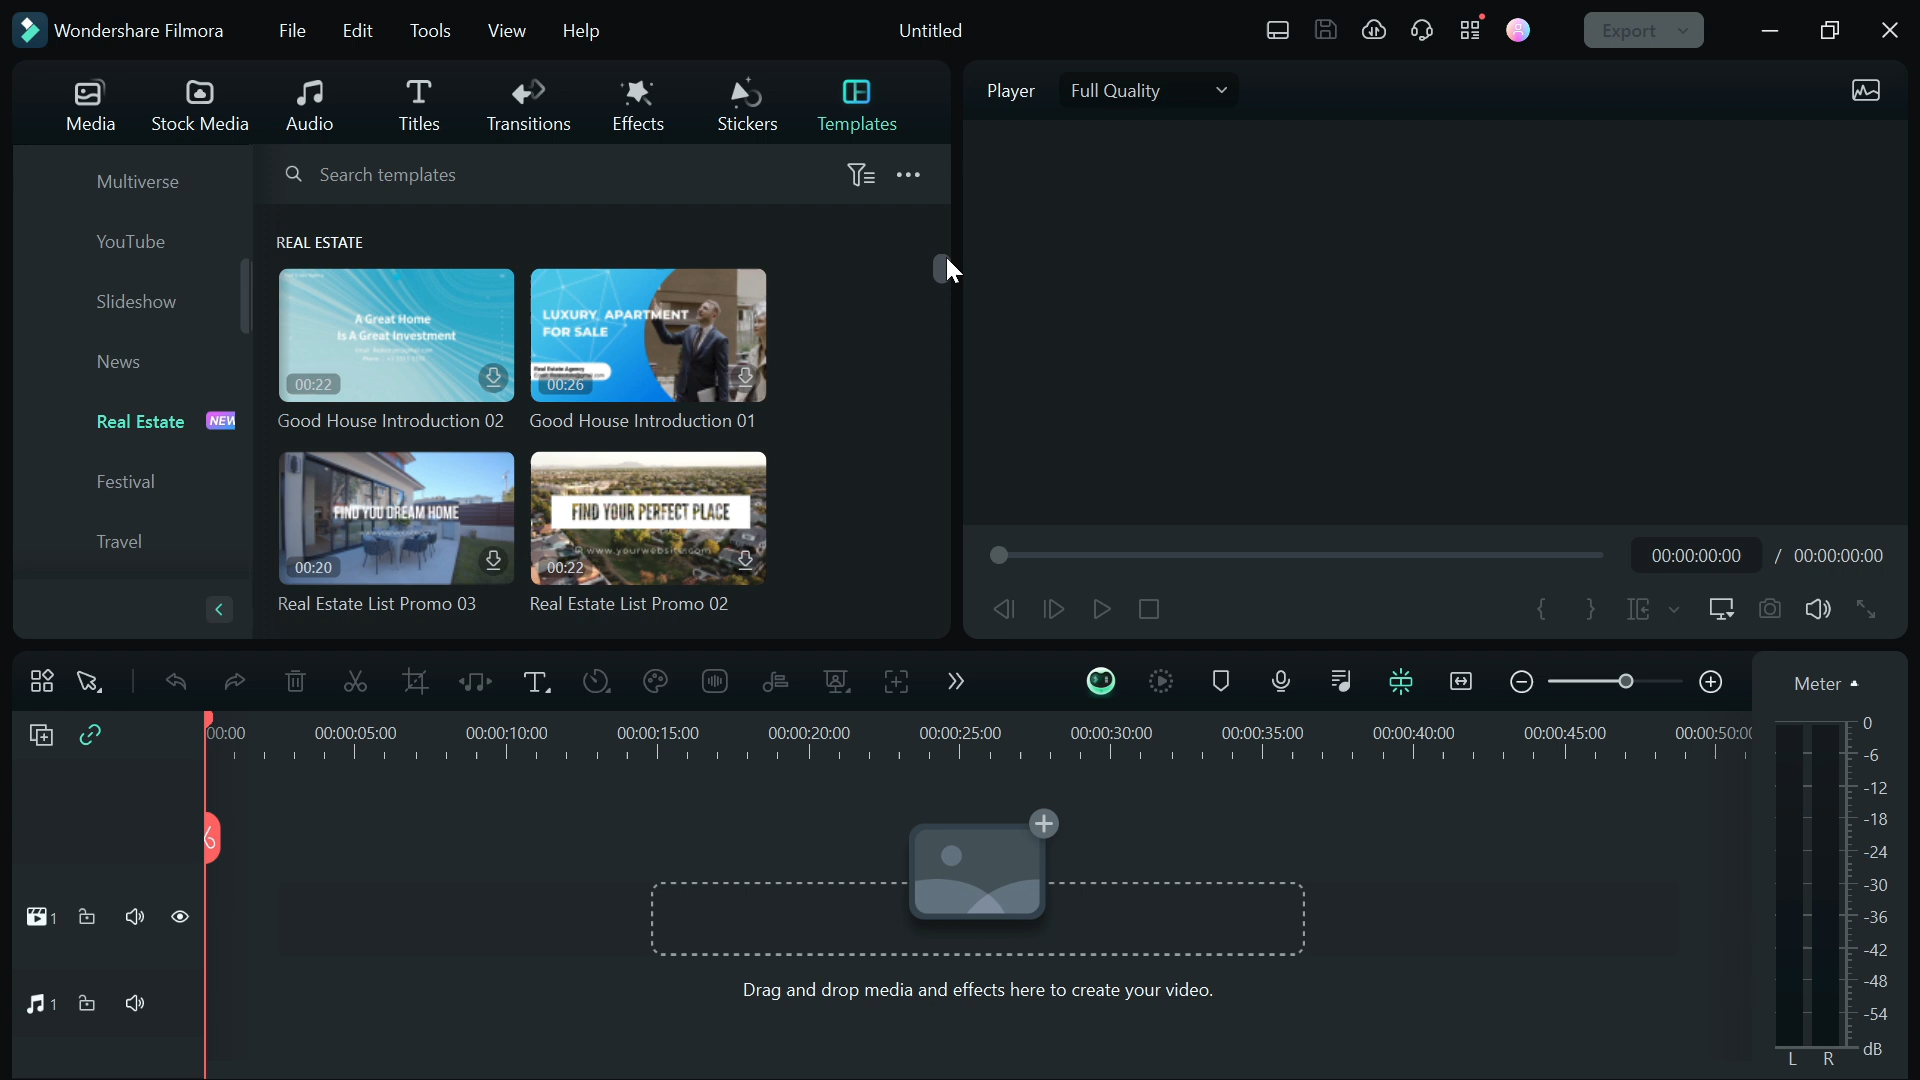 Wondershare Filmora File Edit Tools View Help Untitled Export
Media Stock Media Audio Titles Transitions Effects Stickers Templates
Player Full Quality
Multiverse
YouTube
Slideshow
News
Real Estate NEW
Festival
Travel
Search templates
REAL ESTATE
A Great Home
Is A Great Investment
00:22
Good House Introduction 02
LUXURY APARTMENT
FOR SALE
Real Estate Agency
00:26
Good House Introduction 01
FIND YOU DREAM HOME
00:20
Real Estate List Promo 03
FIND YOUR PERFECT PLACE
www.yourwebsite.com
00:22
Real Estate List Promo 02
00:00:00:00 / 00:00:00:00
Meter
00:00 00:00:05:00 00:00:10:00 00:00:15:00 00:00:20:00 00:00:25:00 00:00:30:00 00:00:35:00 00:00:40:00 00:00:45:00 00:00:50:00
1
1
Drag and drop media and effects here to create your video.
0
-6
-12
-18
-24
-30
-36
-42
-48
-54
dB
L R